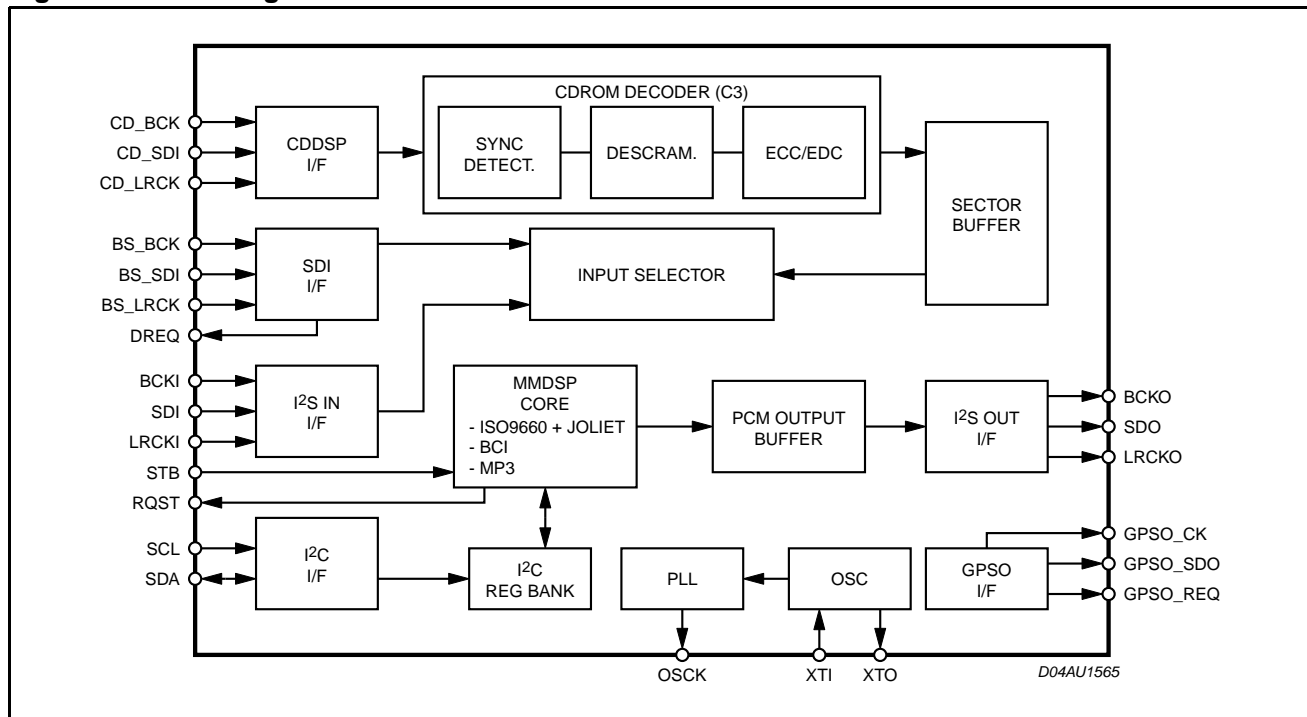 CDROM DECODER (C3)
CD_BCK
CD_SDI
CD_LRCK
CDDSP
I/F
SYNC
DETECT.
DESCRAM.
ECC/EDC
SECTOR
BUFFER
BS_BCK
BS_SDI
BS_LRCK
DREQ
SDI
I/F
INPUT SELECTOR
BCKI
SDI
LRCKI
STB
RQST
I²S IN
I/F
MMDSP
CORE
- ISO9660 + JOLIET
- BCI
- MP3
PCM OUTPUT
BUFFER
I²S OUT
I/F
BCKO
SDO
LRCKO
SCL
SDA
I²C
I/F
I²C
REG BANK
PLL
OSC
GPSO
I/F
GPSO_CK
GPSO_SDO
GPSO_REQ
OSCK
XTI
XTO
D04AU1565